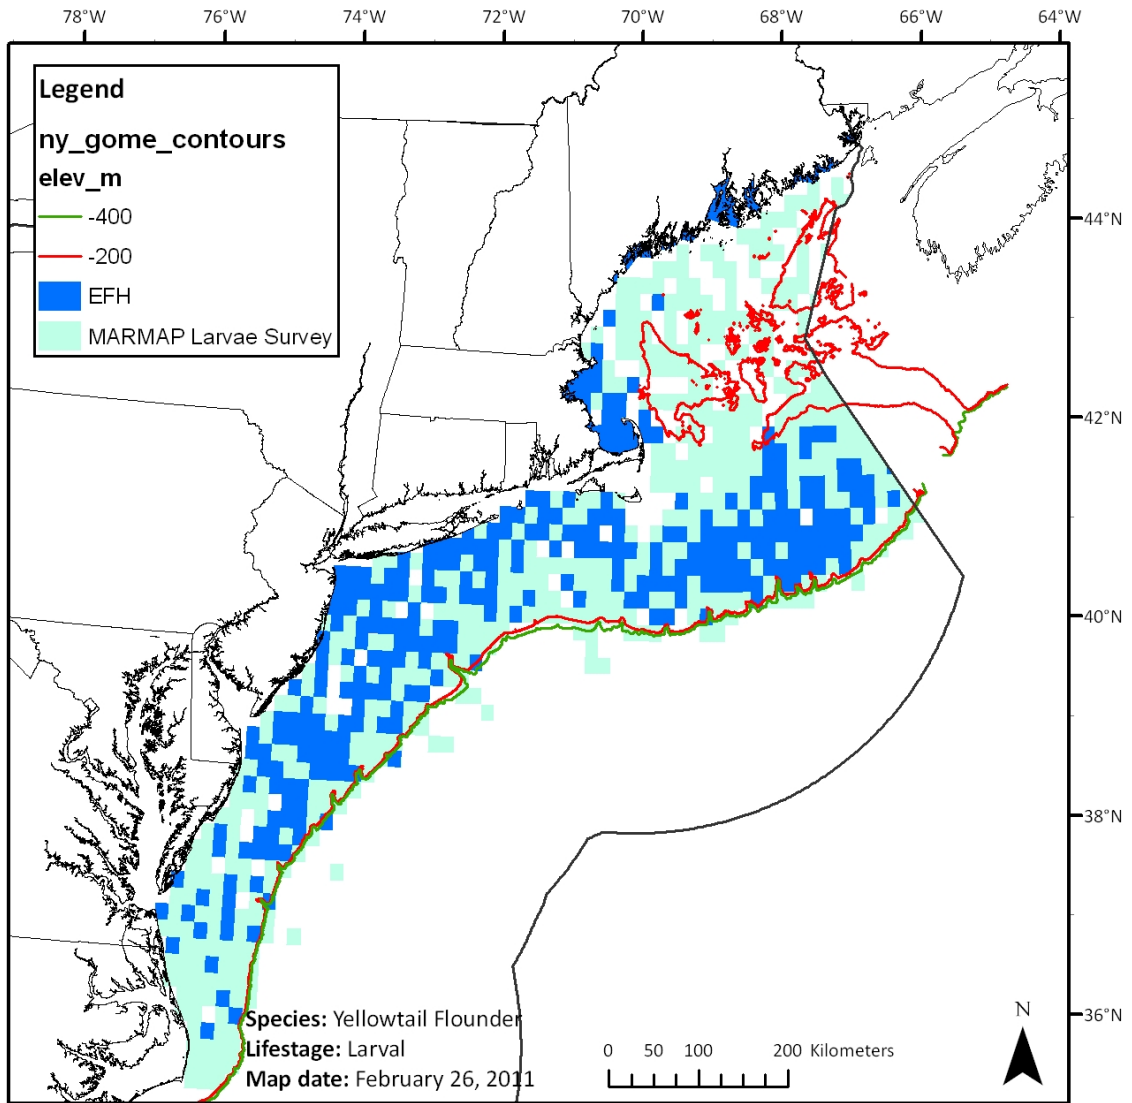 78°W 76°W 74°W 72°W 70°W 68°W 66°W 64°W
Legend
ny_gome_contours
elev_m
-400
-200
EFH
MARMAP Larvae Survey
44°N
42°N
40°N
38°N
36°N
Species: Yellowtail Flounder
Lifestage: Larval
Map date: February 26, 2011
0 50 100 200 Kilometers
N